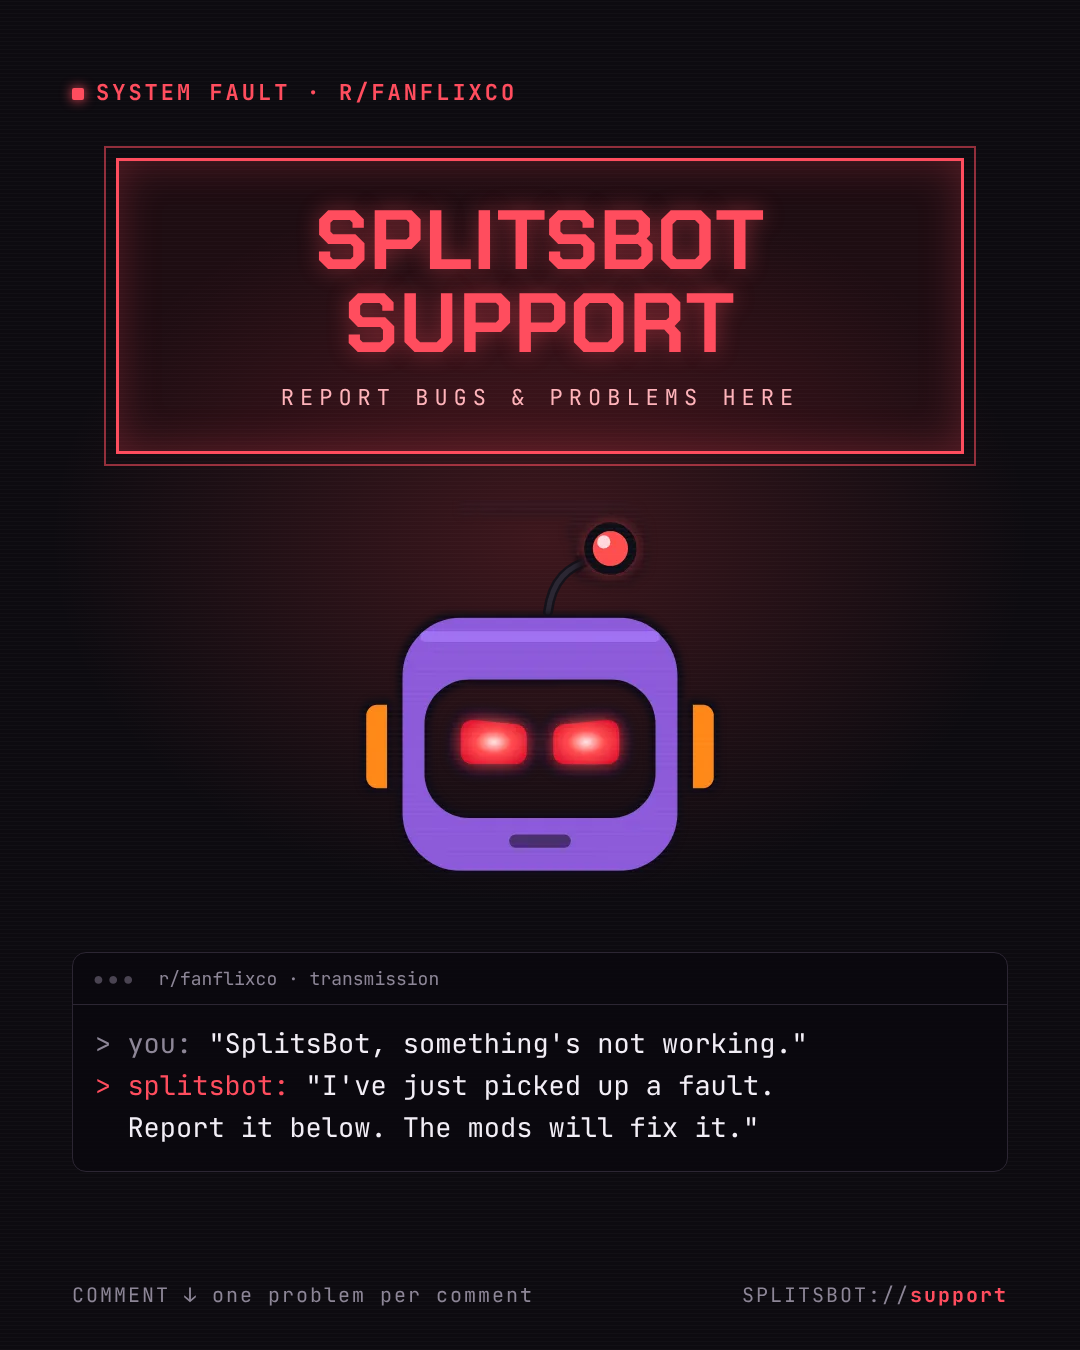 SYSTEM FAULT · R/FANFLIXCO
SPLITSBOT
SUPPORT
REPORT BUGS & PROBLEMS HERE
r/fanflixco · transmission
> you: "SplitsBot, something's not working."
> splitsbot: "I've just picked up a fault.
Report it below. The mods will fix it."
COMMENT ↓ one problem per comment
SPLITSBOT://support